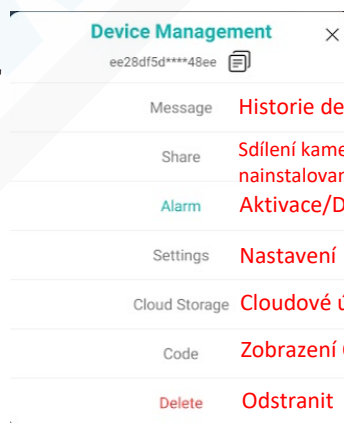 Device Management
ee28df5d****48ee
Message Historie de
Share Sdílení kame
nainstalovar
Alarm Aktivace/D
Settings Nastavení
Cloud Storage Cloudové
Code Zobrazení
Delete Odstranit